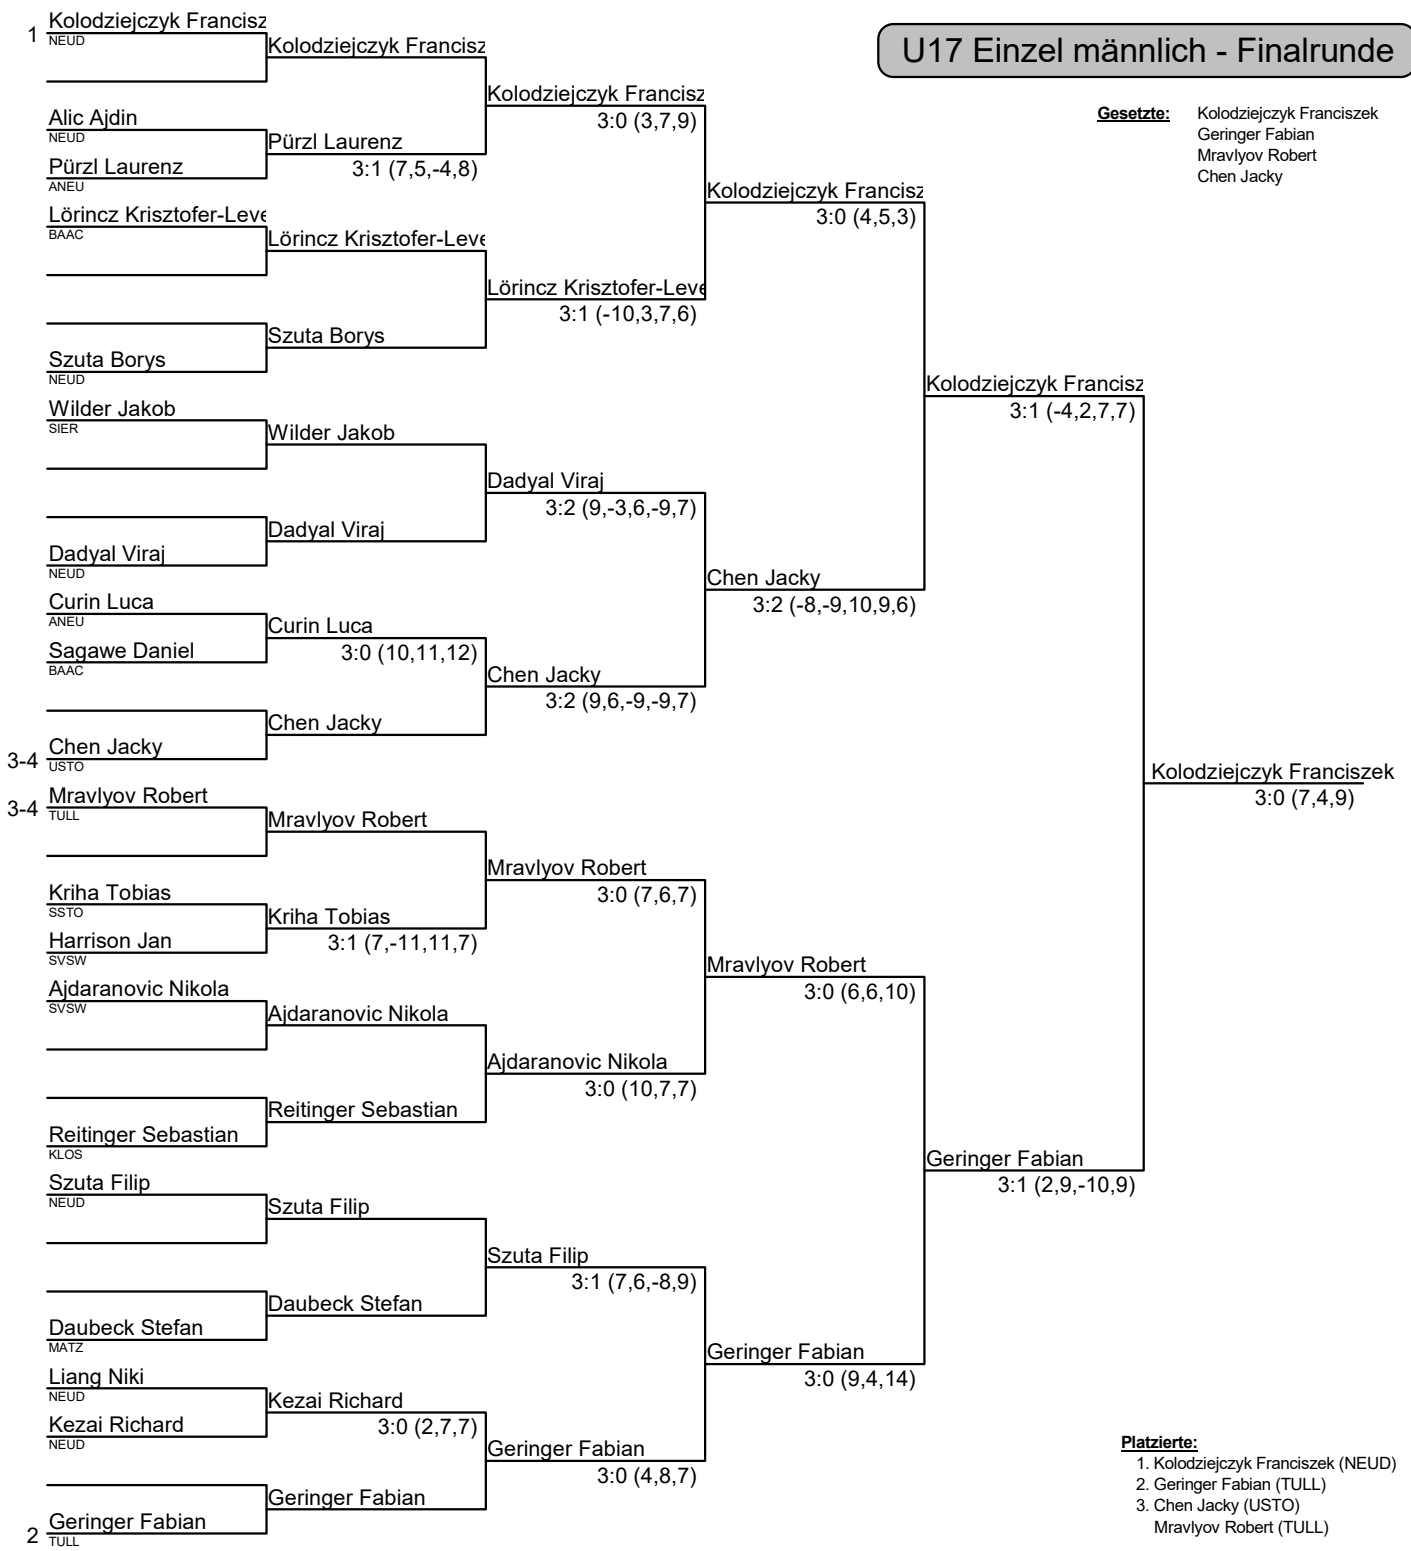 U17 Einzel männlich - Finalrunde
Gesetzte:
Kolodziejczyk Franciszek
Geringer Fabian
Mravlyov Robert
Chen Jacky
1
Kolodziejczyk Francisz
NEUD
Alic Ajdin
NEUD
Pürzl Laurenz
ANEU
Lörincz Krisztofer-Leve
BAAC
Szuta Borys
NEUD
Wilder Jakob
SIER
Dadyal Viraj
NEUD
Curin Luca
ANEU
Sagawe Daniel
BAAC
3-4
Chen Jacky
USTO
3-4
Mravlyov Robert
TULL
Kriha Tobias
SSTO
Harrison Jan
SVSW
Ajdaranovic Nikola
SVSW
Reitinger Sebastian
KLOS
Szuta Filip
NEUD
Daubeck Stefan
MATZ
Liang Niki
NEUD
Kezai Richard
NEUD
2
Geringer Fabian
TULL
Kolodziejczyk Francisz
Pürzl Laurenz
3:1 (7,5,-4,8)
Lörincz Krisztofer-Leve
Szuta Borys
Wilder Jakob
Dadyal Viraj
Curin Luca
3:0 (10,11,12)
Chen Jacky
Mravlyov Robert
Kriha Tobias
3:1 (7,-11,11,7)
Ajdaranovic Nikola
Reitinger Sebastian
Szuta Filip
Daubeck Stefan
Kezai Richard
3:0 (2,7,7)
Geringer Fabian
Kolodziejczyk Francisz
3:0 (3,7,9)
Lörincz Krisztofer-Leve
3:1 (-10,3,7,6)
Dadyal Viraj
3:2 (9,-3,6,-9,7)
Chen Jacky
3:2 (9,6,-9,-9,7)
Mravlyov Robert
3:0 (7,6,7)
Ajdaranovic Nikola
3:0 (10,7,7)
Szuta Filip
3:1 (7,6,-8,9)
Geringer Fabian
3:0 (4,8,7)
Kolodziejczyk Francisz
3:0 (4,5,3)
Chen Jacky
3:2 (-8,-9,10,9,6)
Mravlyov Robert
3:0 (6,6,10)
Geringer Fabian
3:0 (9,4,14)
Kolodziejczyk Francisz
3:1 (-4,2,7,7)
Geringer Fabian
3:1 (2,9,-10,9)
Kolodziejczyk Franciszek
3:0 (7,4,9)
Platzierte:
1. Kolodziejczyk Franciszek (NEUD)
2. Geringer Fabian (TULL)
3. Chen Jacky (USTO)
Mravlyov Robert (TULL)